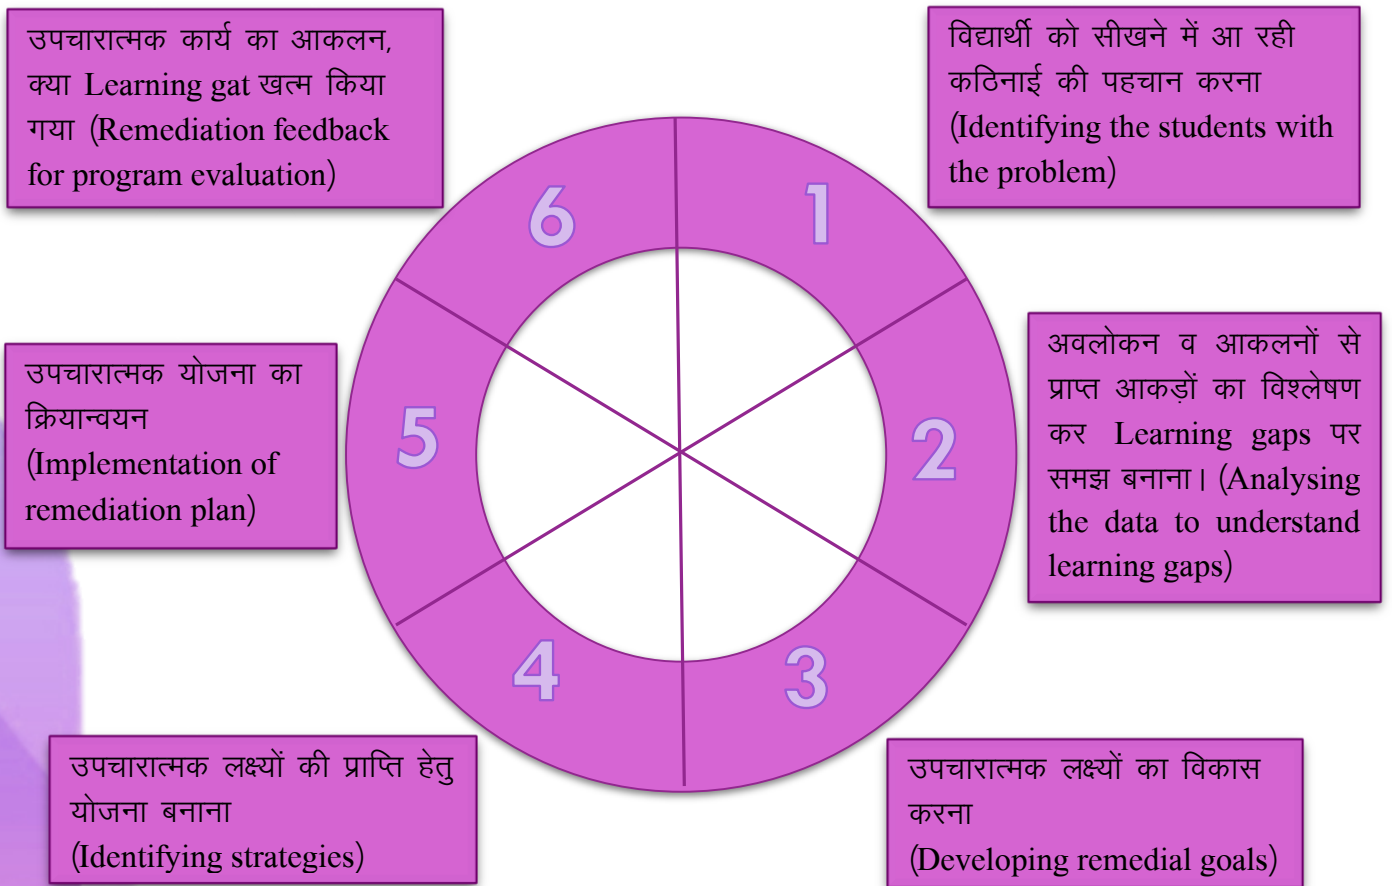 उपचारात्मक कार्य का आकलन,
क्या Learning gat खत्म किया
गया (Remediation feedback
for program evaluation)
विद्यार्थी को सीखने में आ रही
कठिनाई की पहचान करना
(Identifying the students with
the problem)
6
1
उपचारात्मक योजना का
क्रियान्वयन
(Implementation of
remediation plan)
5
2
अवलोकन व आकलनों से
प्राप्त आकड़ों का विश्लेषण
कर Learning gaps पर
समझ बनाना। (Analysing
the data to understand
learning gaps)
4
3
उपचारात्मक लक्ष्यों की प्राप्ति हेतु
योजना बनाना
(Identifying strategies)
उपचारात्मक लक्ष्यों का विकास
करना
(Developing remedial goals)